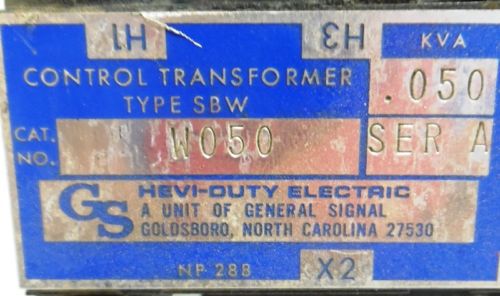 H1 H3 KVA
CONTROL TRANSFORMER .050
TYPE SBW
CAT. NO. W050 SER A
GS HEVI-DUTY ELECTRIC
A UNIT OF GENERAL SIGNAL
GOLDSBORO, NORTH CAROLINA 27530
NP 288 X2